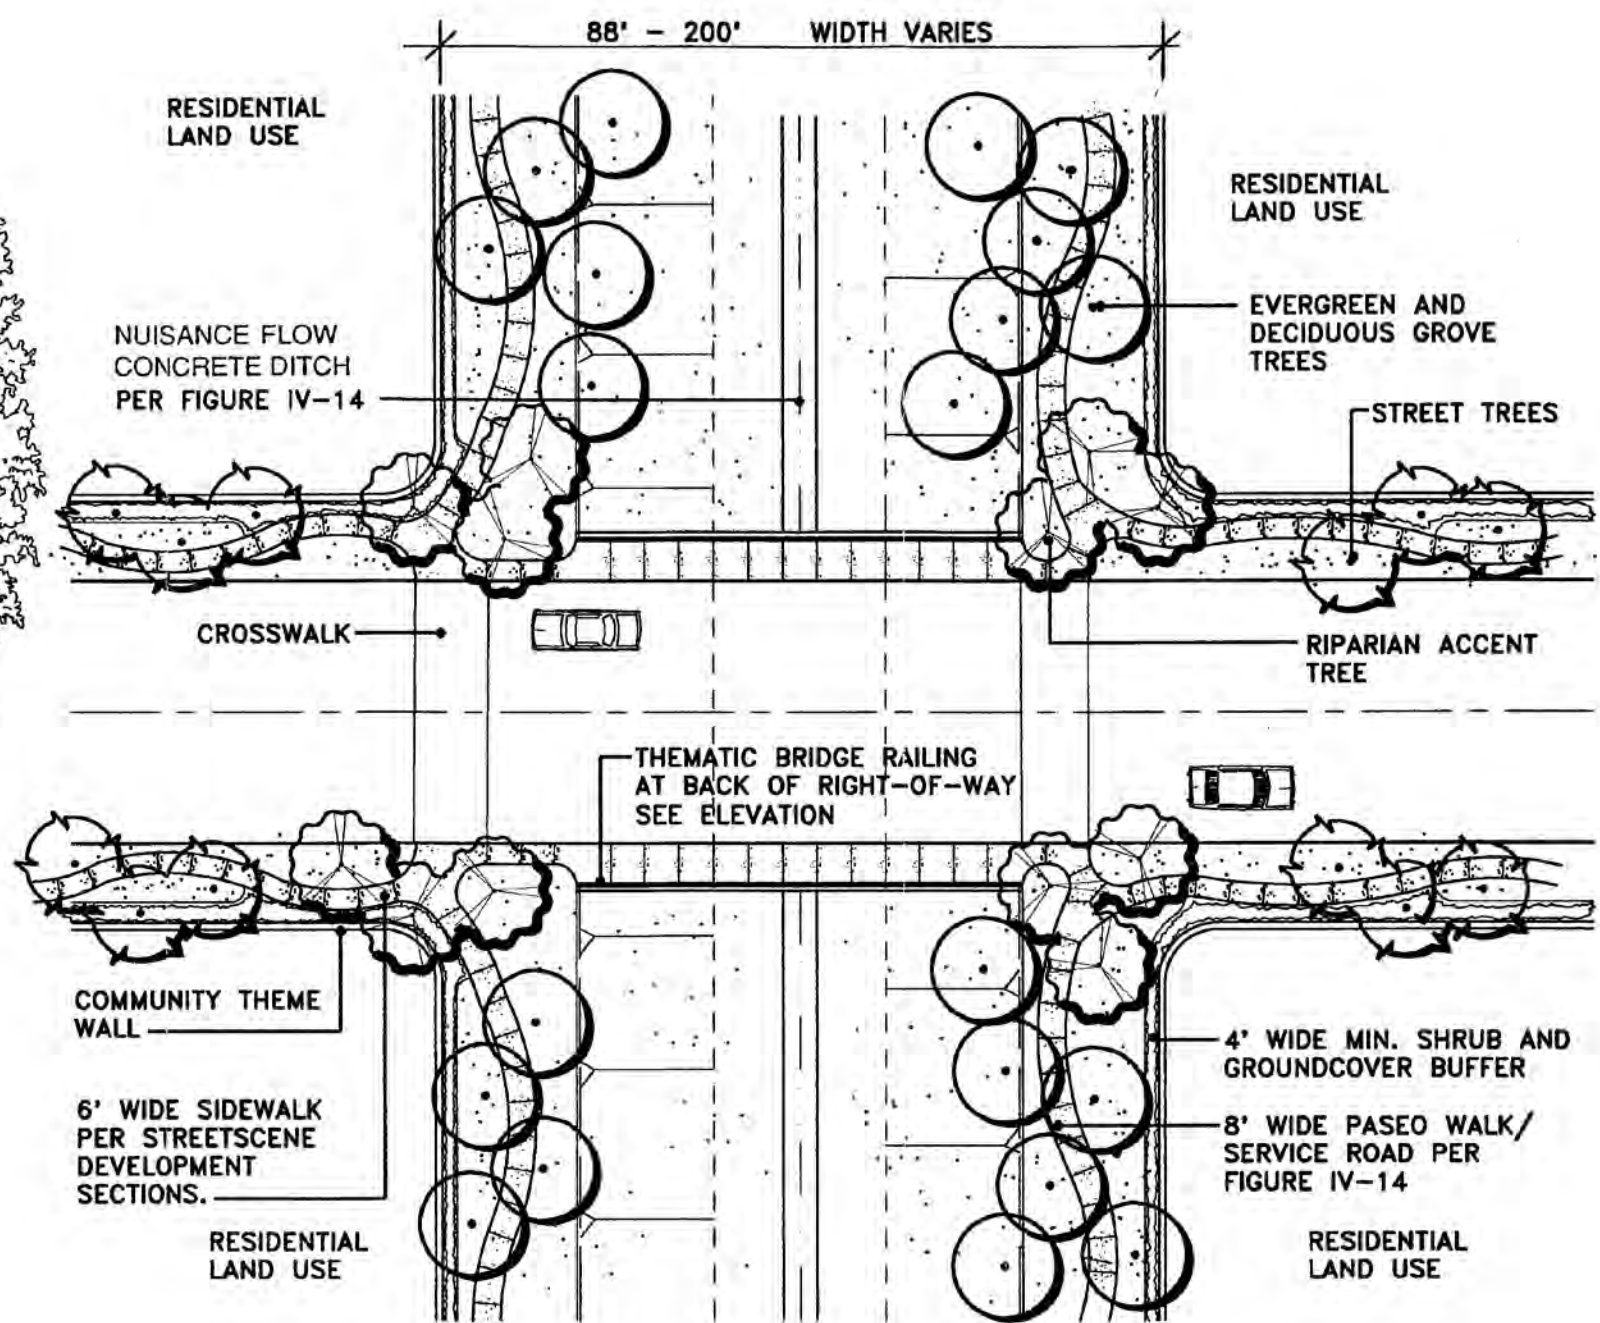 88' - 200' WIDTH VARIES
RESIDENTIAL
LAND USE
RESIDENTIAL
LAND USE
EVERGREEN AND
DECIDUOUS GROVE
TREES
NUISANCE FLOW
CONCRETE DITCH
PER FIGURE IV-14
STREET TREES
CROSSWALK
RIPARIAN ACCENT
TREE
THEMATIC BRIDGE RAILING
AT BACK OF RIGHT-OF-WAY
SEE ELEVATION
COMMUNITY THEME
WALL
4' WIDE MIN. SHRUB AND
GROUNDCOVER BUFFER
6' WIDE SIDEWALK
PER STREETSCENE
DEVELOPMENT
SECTIONS.
8' WIDE PASEO WALK/
SERVICE ROAD PER
FIGURE IV-14
RESIDENTIAL
LAND USE
RESIDENTIAL
LAND USE